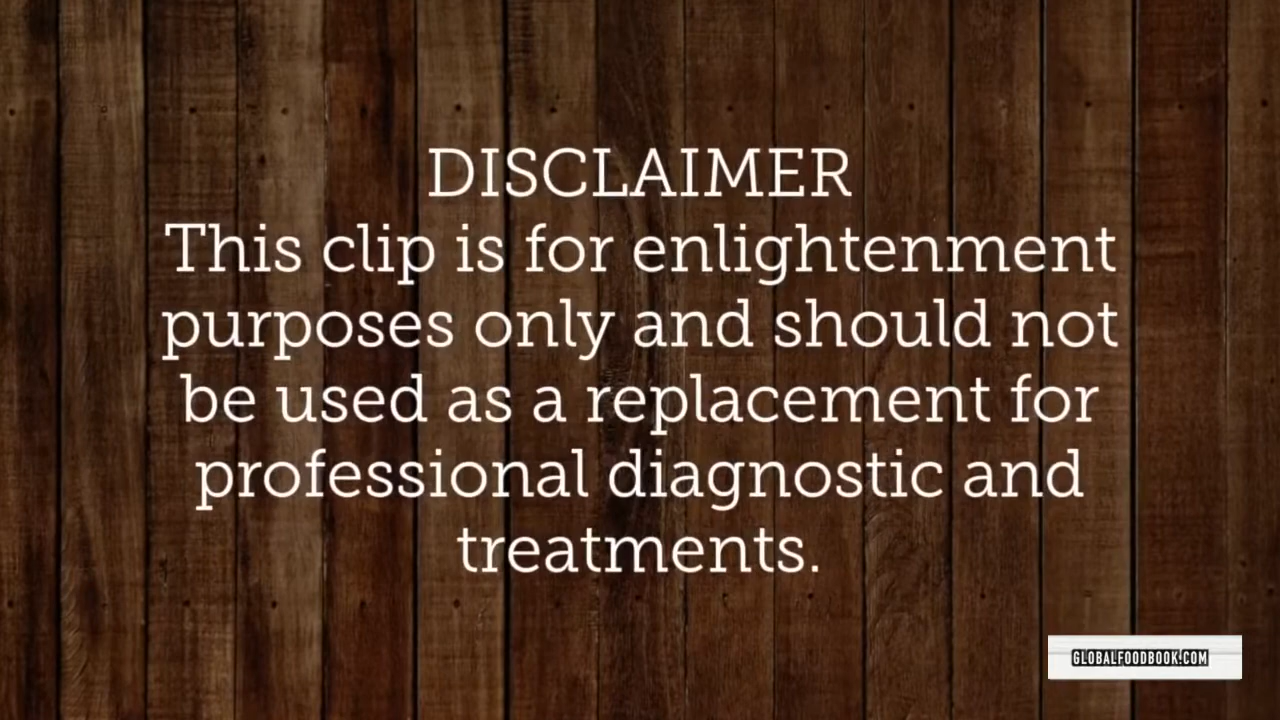 DISCLAIMER
This clip is for enlightenment
purposes only and should not
be used as a replacement for
professional diagnostic and
treatments.
GLOBALFOODBOOK.COM